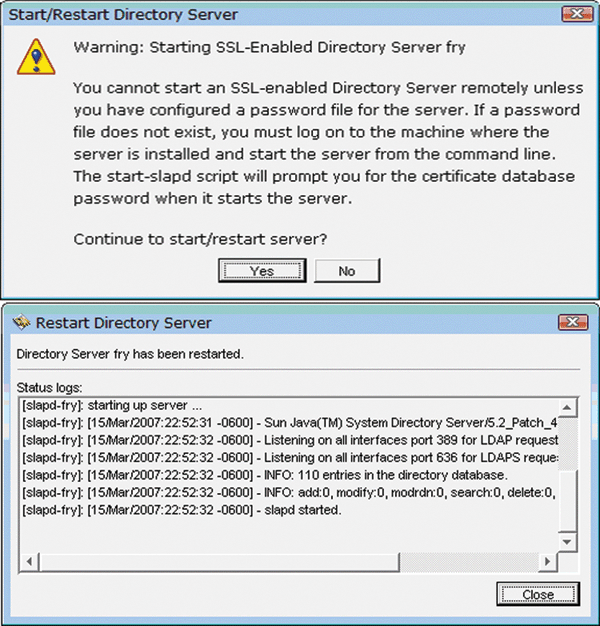 Start/Restart Directory Server
Warning: Starting SSL-Enabled Directory Server fry
You cannot start an SSL-enabled Directory Server remotely unless
you have configured a password file for the server. If a password
file does not exist, you must log on to the machine where the
server is installed and start the server from the command line.
The start-slapd script will prompt you for the certificate database
password when it starts the server.
Continue to start/restart server?
Yes No
Restart Directory Server
Directory Server fry has been restarted.
Status logs:
[slapd-fry]: starting up server ...
[slapd-fry]: [15/Mar/2007:22:52:31 -0600] - Sun Java(TM) System Directory Server/5.2_Patch_4
[slapd-fry]: [15/Mar/2007:22:52:32 -0600] - Listening on all interfaces port 389 for LDAP request
[slapd-fry]: [15/Mar/2007:22:52:32 -0600] - Listening on all interfaces port 636 for LDAPS reque
[slapd-fry]: [15/Mar/2007:22:52:32 -0600] - INFO: 110 entries in the directory database.
[slapd-fry]: [15/Mar/2007:22:52:32 -0600] - INFO: add:0, modify:0, modrdn:0, search:0, delete:0,
[slapd-fry]: [15/Mar/2007:22:52:32 -0600] - slapd started.
Close